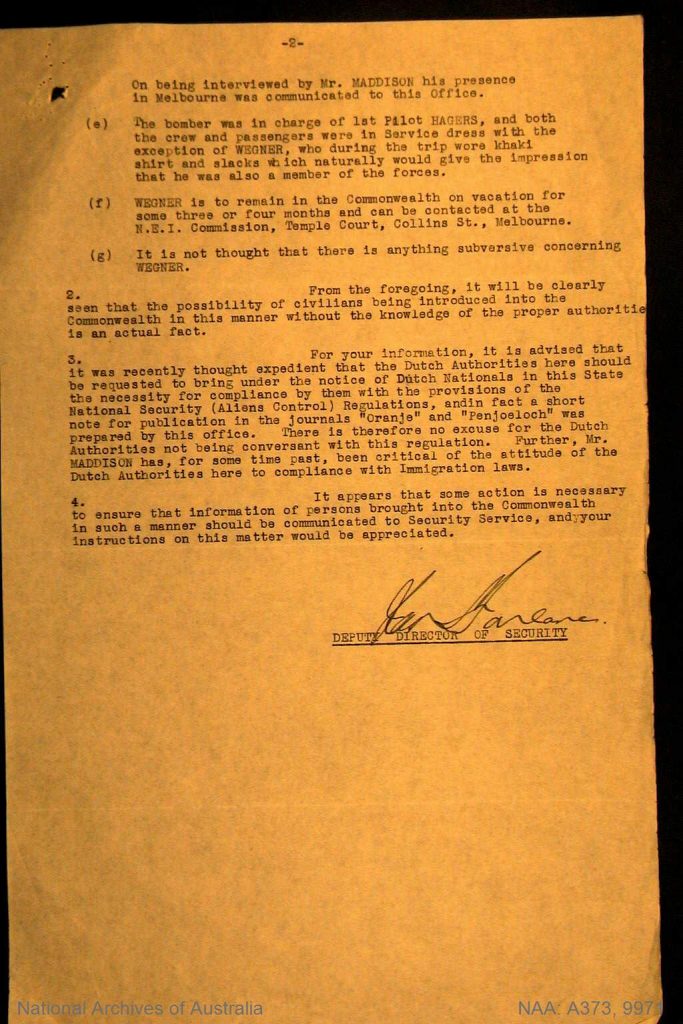 -2-
On being interviewed by Mr. MADDISON his presence
in Melbourne was communicated to this Office.
(e) The bomber was in charge of 1st Pilot HAGERS, and both
the crew and passengers were in Service dress with the
exception of WEGNER, who during the trip wore khaki
shirt and slacks which naturally would give the impression
that he was also a member of the forces.
(f) WEGNER is to remain in the Commonwealth on vacation for
some three or four months and can be contacted at the
N.E.I. Commission, Temple Court, Collins St., Melbourne.
(g) It is not thought that there is anything subversive concerning
WEGNER.
2. From the foregoing, it will be clearly
seen that the possibility of civilians being introduced into the
Commonwealth in this manner without the knowledge of the proper authoritie
is an actual fact.
3. For your information, it is advised that
it was recently thought expedient that the Dutch Authorities here should
be requested to bring under the notice of Dutch Nationals in this State
the necessity for compliance by them with the provisions of the
National Security (Aliens Control) Regulations, andin fact a short
note for publication in the journals "Oranje" and "Penjoeloch" was
prepared by this office. There is therefore no excuse for the Dutch
Authorities not being conversant with this regulation. Further, Mr.
MADDISON has, for some time past, been critical of the attitude of the
Dutch Authorities here to compliance with Immigration laws.
4. It appears that some action is necessary
to ensure that information of persons brought into the Commonwealth
in such a manner should be communicated to Security Service, and your
instructions on this matter would be appreciated.
DEPUTY DIRECTOR OF SECURITY
National Archives of Australia
NAA: A373, 9971